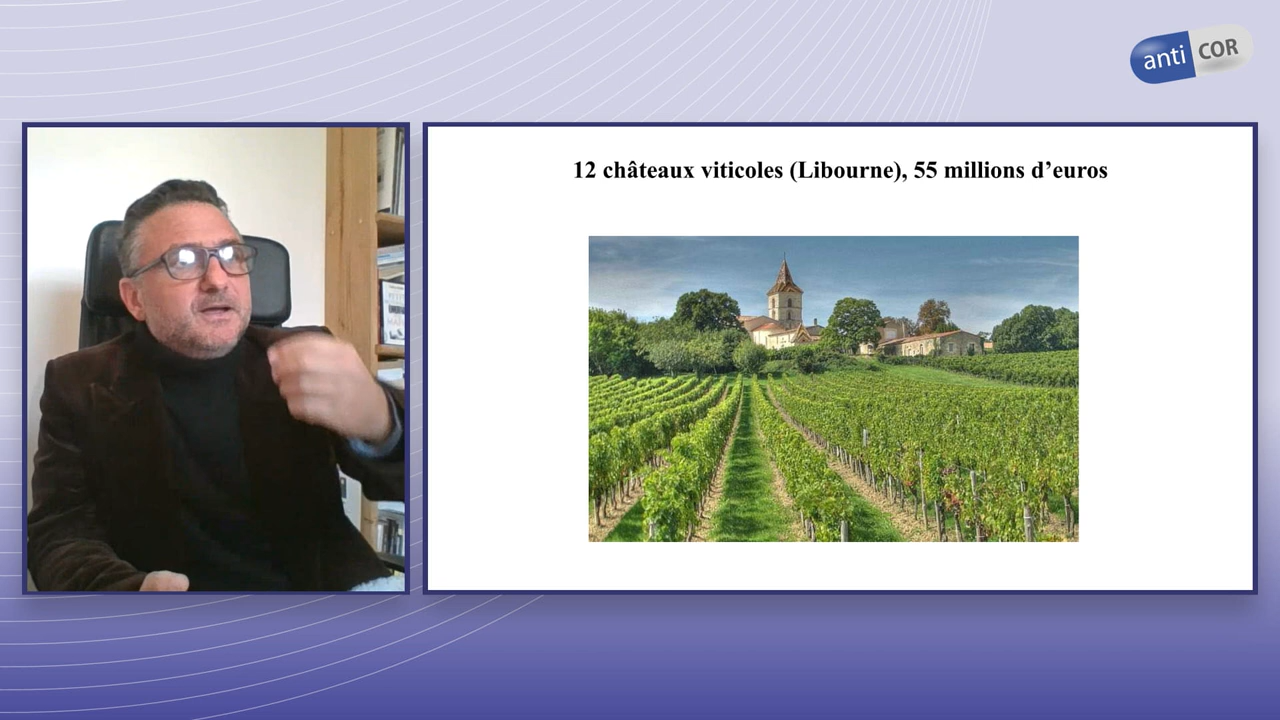 anti COR
12 châteaux viticoles (Libourne), 55 millions d’euros